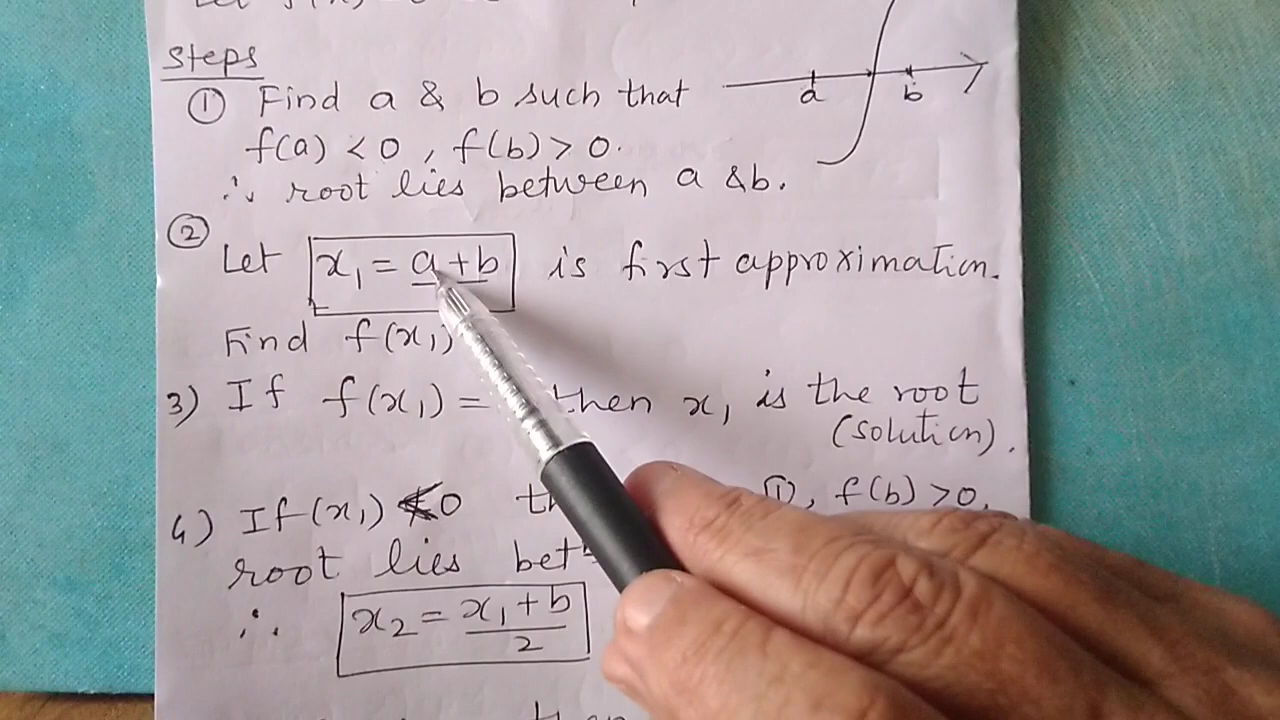 Steps
① Find a & b such that
f(a) < 0 , f(b) > 0.
∴ root lies between a & b.
a b
②
Let x₁ = a + b is first approximation.
Find f(x₁)
3) If f(x₁) = then x₁ is the root
(solution).
4) If f(x₁) < 0 ①, f(b) > 0.
root lies
∴ x₂ = x₁ + b / 2